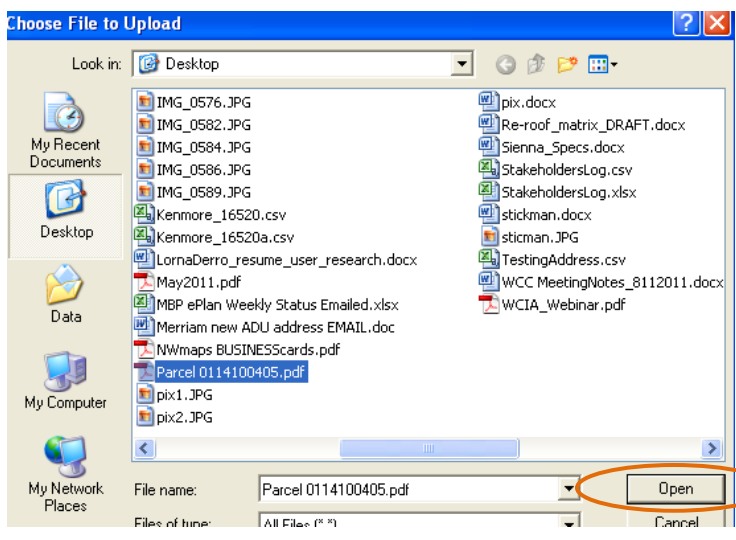 Choose File to Upload
Look in: Desktop
My Recent Documents
Desktop
Data
My Computer
My Network Places
IMG_0576.JPG
IMG_0582.JPG
IMG_0584.JPG
IMG_0586.JPG
IMG_0589.JPG
Kenmore_16520.csv
Kenmore_16520a.csv
LornaDerro_resume_user_research.docx
May2011.pdf
MBP ePlan Weekly Status Emailed.xlsx
Merriam new ADU address EMAIL.doc
NWmaps BUSINESScards.pdf
Parcel 0114100405.pdf
pix1.JPG
pix2.JPG
pix.docx
Re-roof_matrix_DRAFT.docx
Sienna_Specs.docx
StakeholdersLog.csv
StakeholdersLog.xlsx
stickman.docx
sticman.JPG
TestingAddress.csv
WCC MeetingNotes_8112011.docx
WCIA_Webinar.pdf
File name: Parcel 0114100405.pdf Open
Files of type: All Files (*.*) Cancel